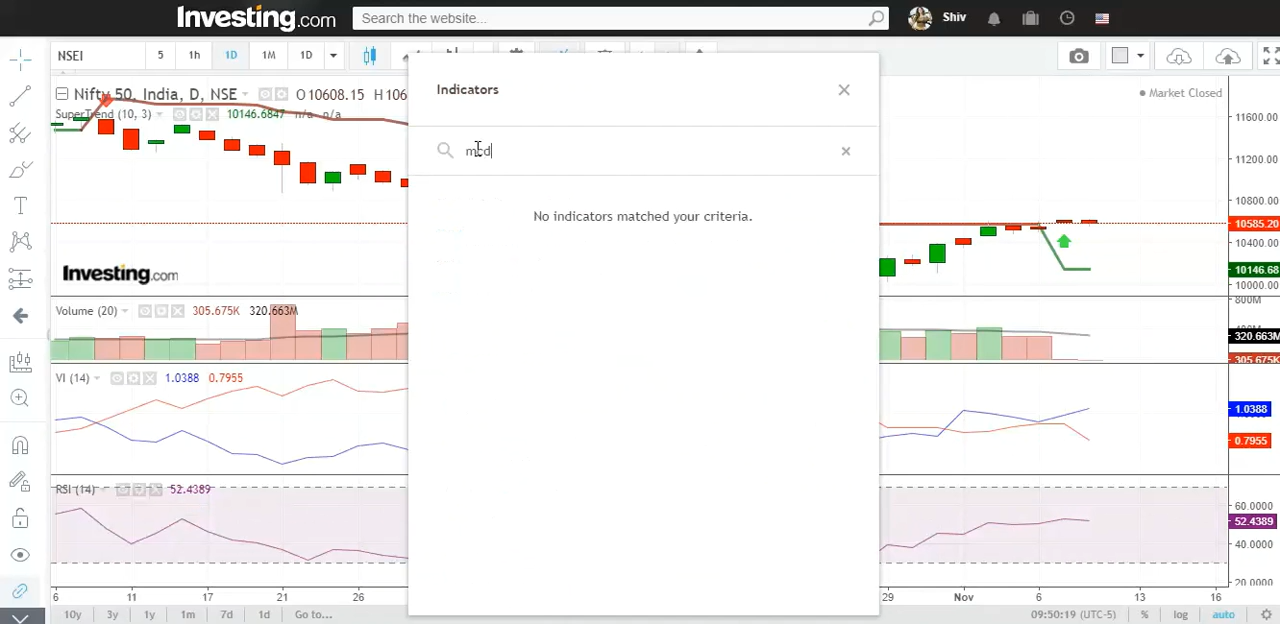 Investing.com
Search the website...
Shiv
NSEI 5 1h 1D 1M 1D
Indicators
Nifty 50, India, D, NSE O10608.15 H106
Market Closed
SuperTrend (10, 3) 10146.6847 n/a n/a
11600.00
mcd
11200.00
No indicators matched your criteria.
10800.00
10585.20
10400.00
Investing.com
10146.68
10000.00
800M
Volume (20) 305.675K 320.663M
320.663M
305.675K
VI (14) 1.0388 0.7955
1.0388
0.7955
RSI (14) 52.4389
60.0000
52.4389
40.0000
20.0000
6 11 17 21 26 29 Nov 6 13 16
10y 3y 1y 1m 7d 1d Go to... 09:50:19 (UTC-5) % log auto